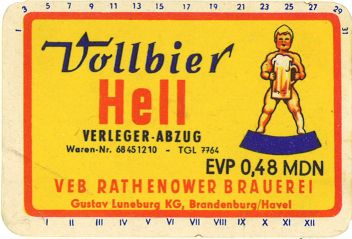 1 3 5 7 9 11 13 15 17 19 21 23 25 27 29 31
Vollbier
Hell
VERLEGER-ABZUG
Waren-Nr. 68451210 - TGL 7764
EVP 0,48 MDN
VEB RATHENOWER BRAUEREI
Gustav Luneburg KG, Brandenburg/Havel
I II III IV V VI VII VIII IX X XI XII